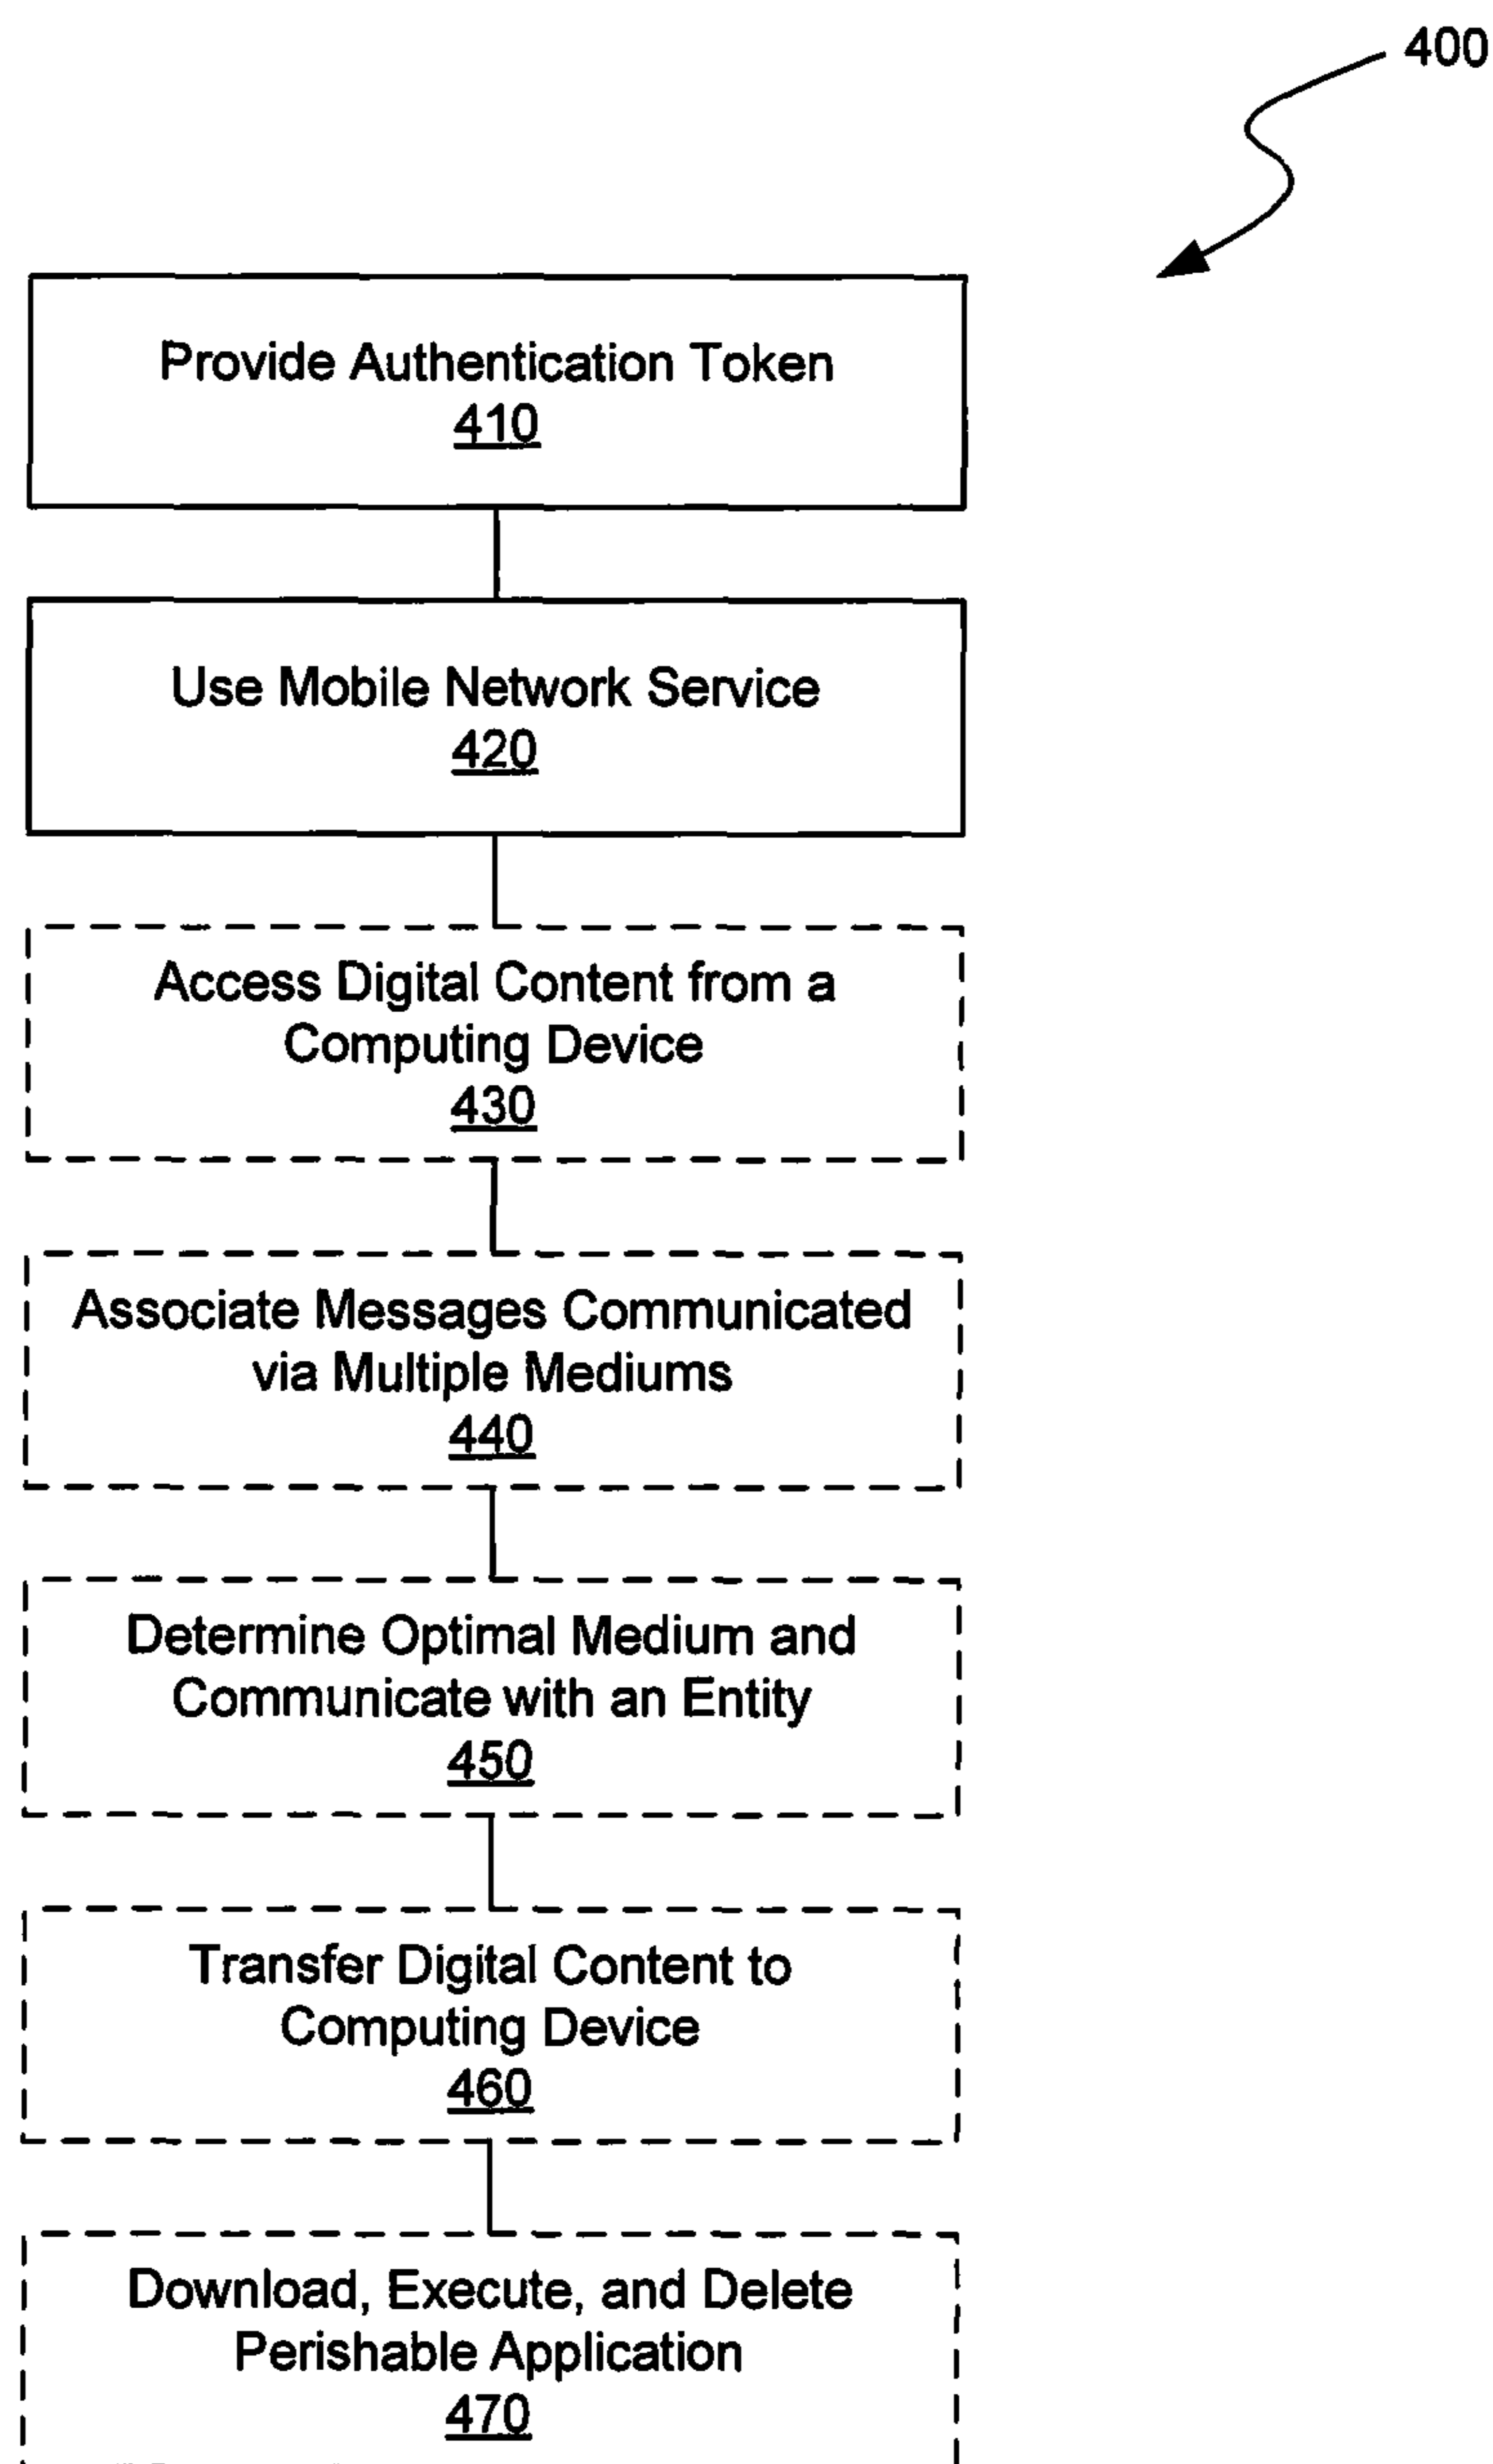 400
Provide Authentication Token
410
Use Mobile Network Service
420
Access Digital Content from a
Computing Device
430
Associate Messages Communicated
via Multiple Mediums
440
Determine Optimal Medium and
Communicate with an Entity
450
Transfer Digital Content to
Computing Device
460
Download, Execute, and Delete
Perishable Application
470